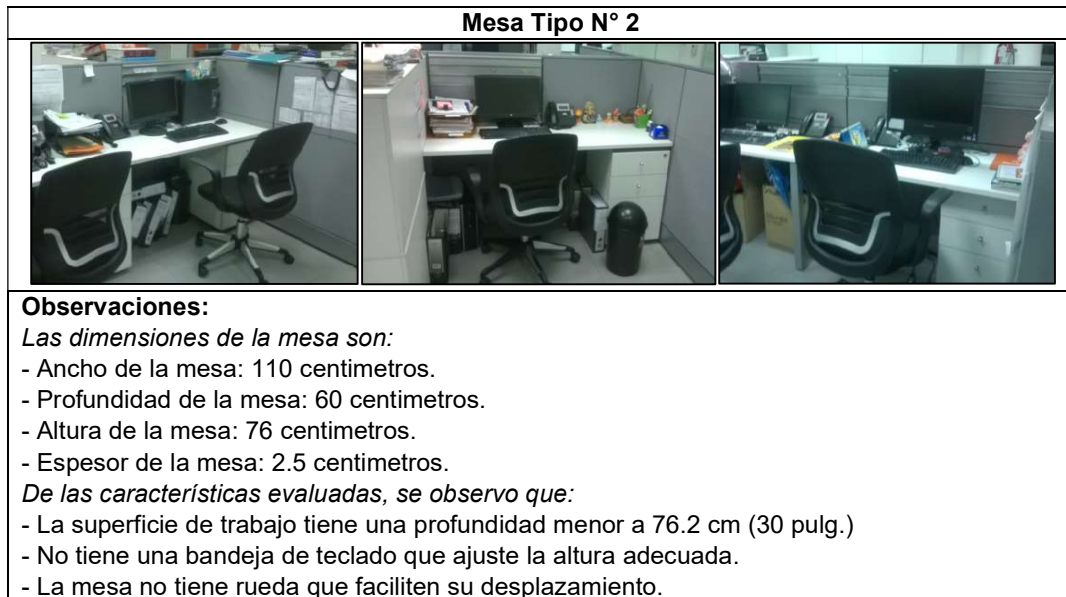 Mesa Tipo N° 2
Observaciones:
Las dimensiones de la mesa son:
- Ancho de la mesa: 110 centimetros.
- Profundidad de la mesa: 60 centimetros.
- Altura de la mesa: 76 centimetros.
- Espesor de la mesa: 2.5 centimetros.
De las características evaluadas, se observo que:
- La superficie de trabajo tiene una profundidad menor a 76.2 cm (30 pulg.)
- No tiene una bandeja de teclado que ajuste la altura adecuada.
- La mesa no tiene rueda que faciliten su desplazamiento.